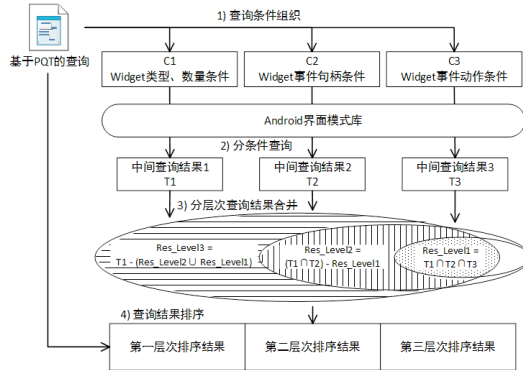 1) 查询条件组织
基于PQT的查询
C1
Widget类型、数量条件
C2
Widget事件句柄条件
C3
Widget事件动作条件
Android界面模式库
2) 分条件查询
中间查询结果1
T1
中间查询结果2
T2
中间查询结果3
T3
3) 分层次查询结果合并
Res_Level3 =
T1 - (Res_Level2 ∪ Res_Level1)
Res_Level2 =
(T1∩T2) - Res_Level1
Res_Level1 =
T1∩T2∩T3
4) 查询结果排序
第一层次排序结果
第二层次排序结果
第三层次排序结果